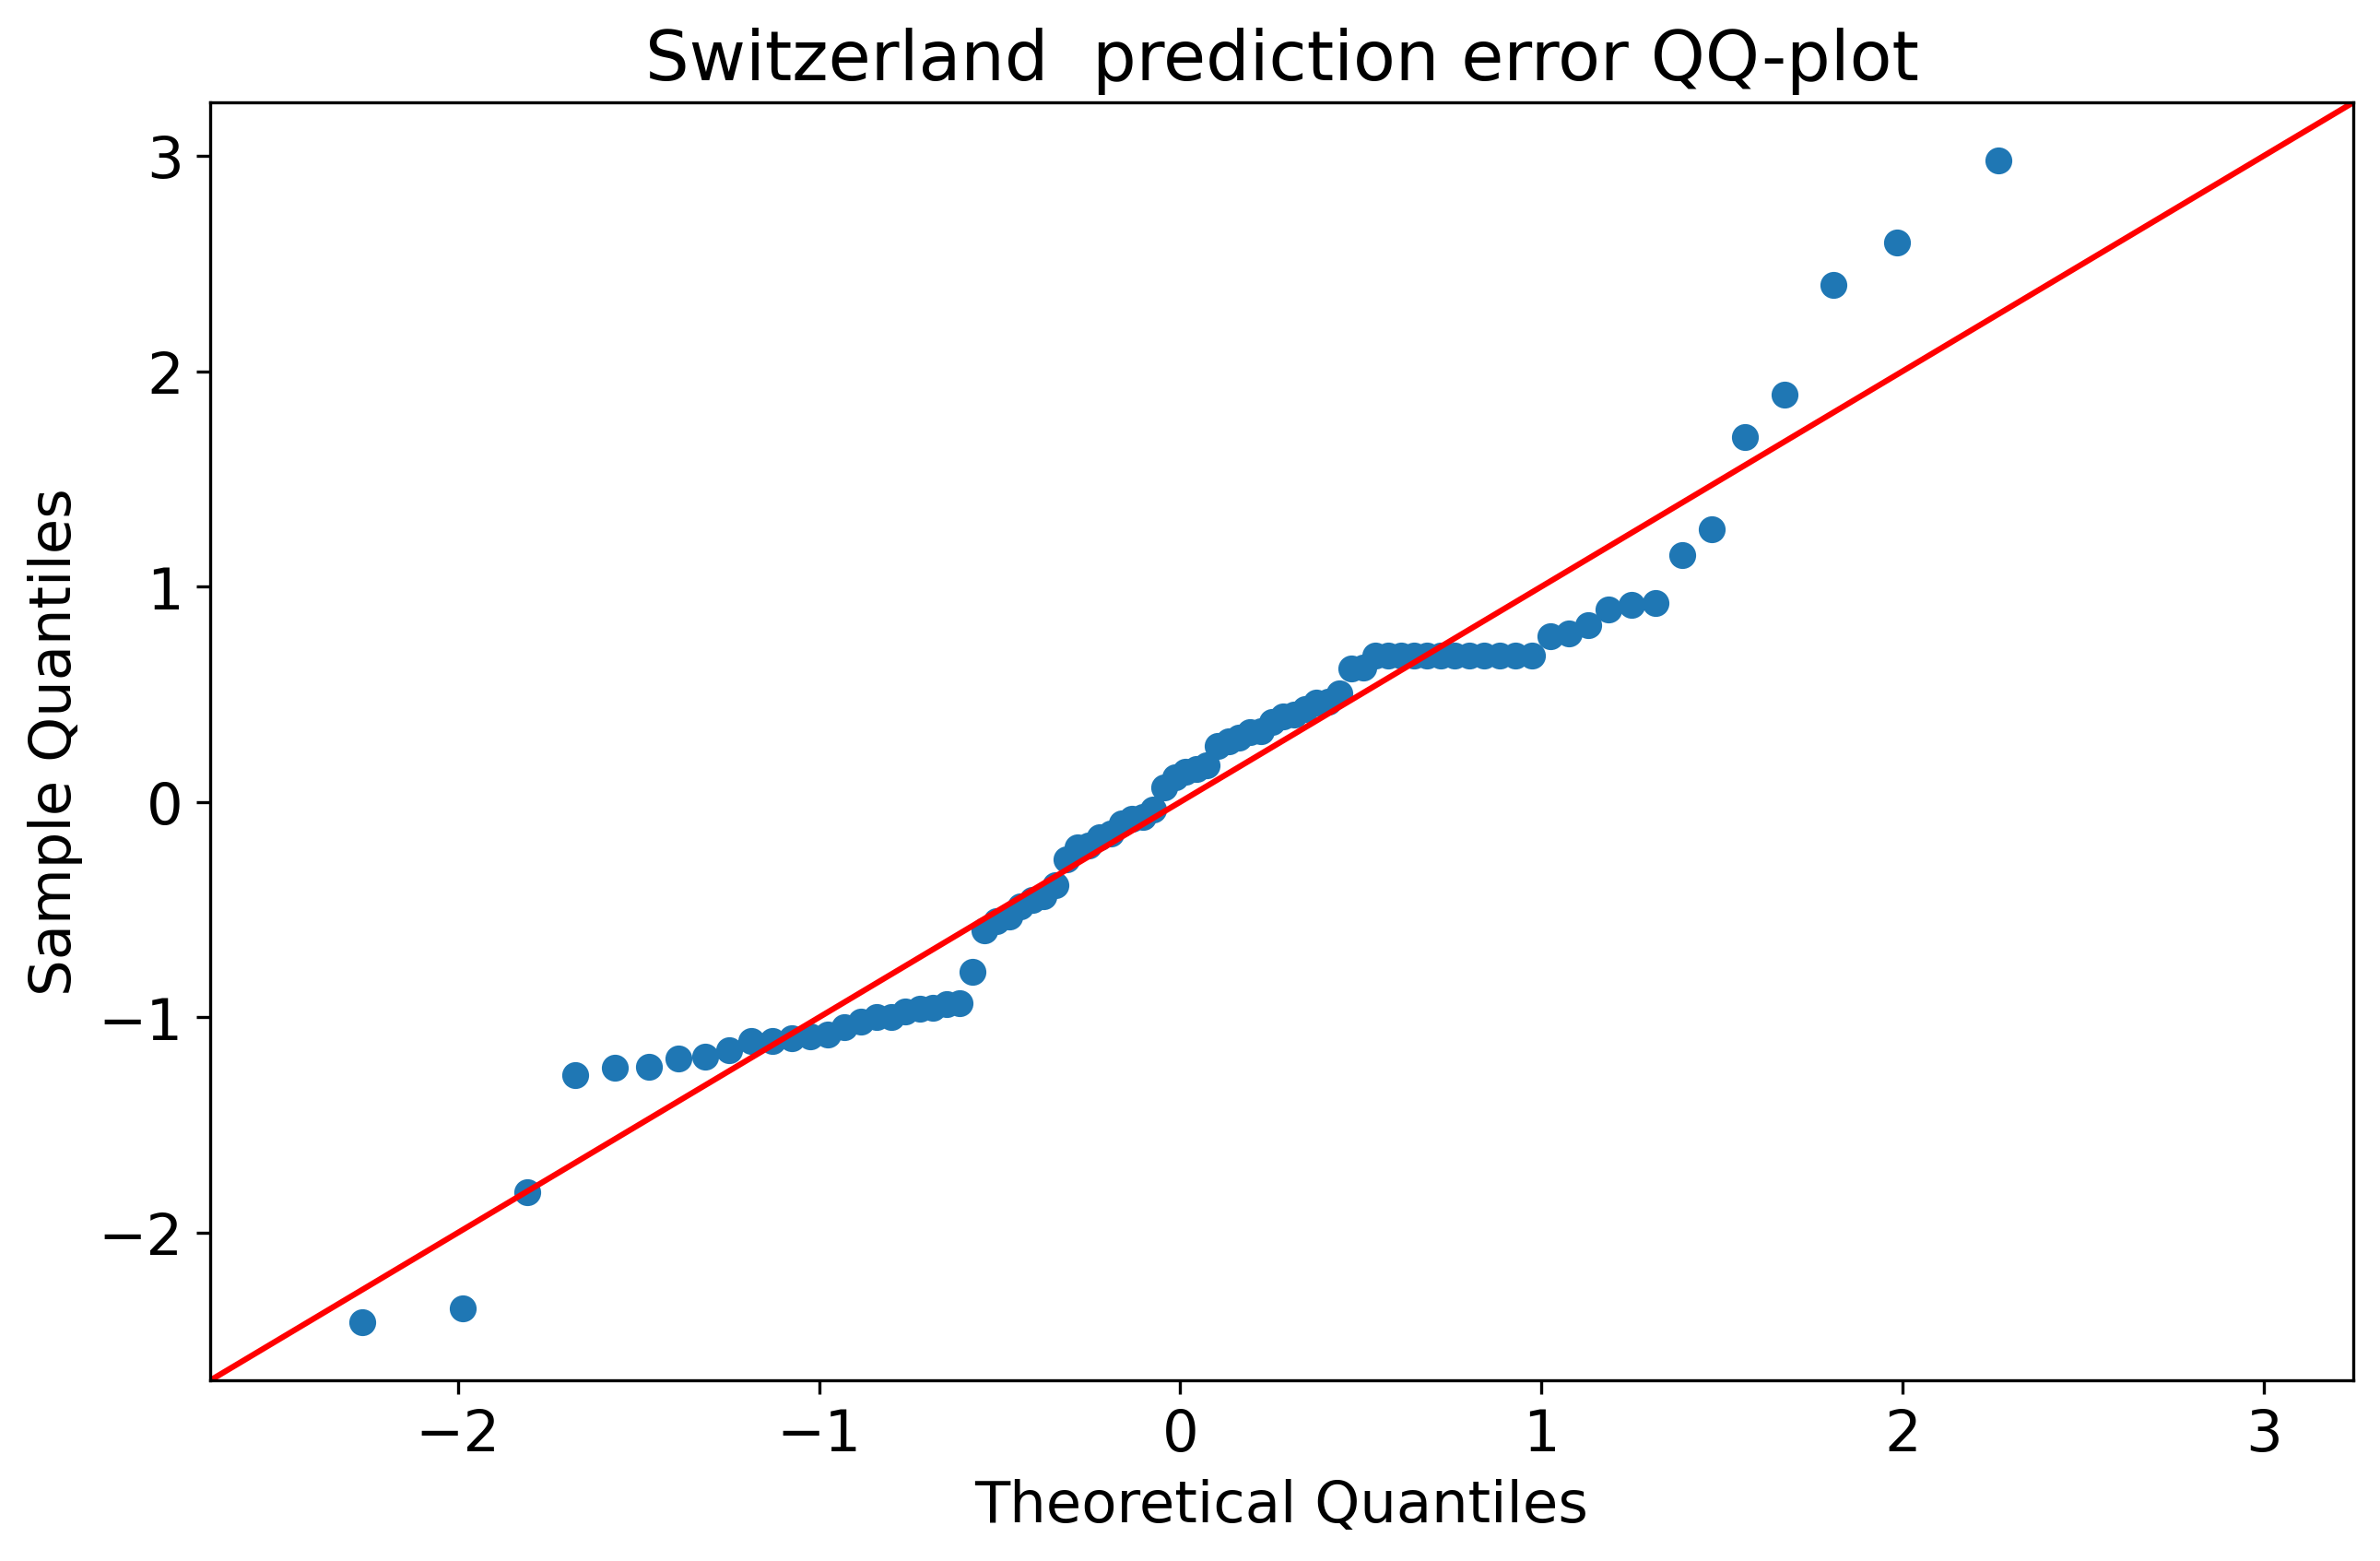 Switzerland  prediction error QQ-plot
3
2
1
0
−1
−2
Sample Quantiles
−2 −1 0 1 2 3
Theoretical Quantiles